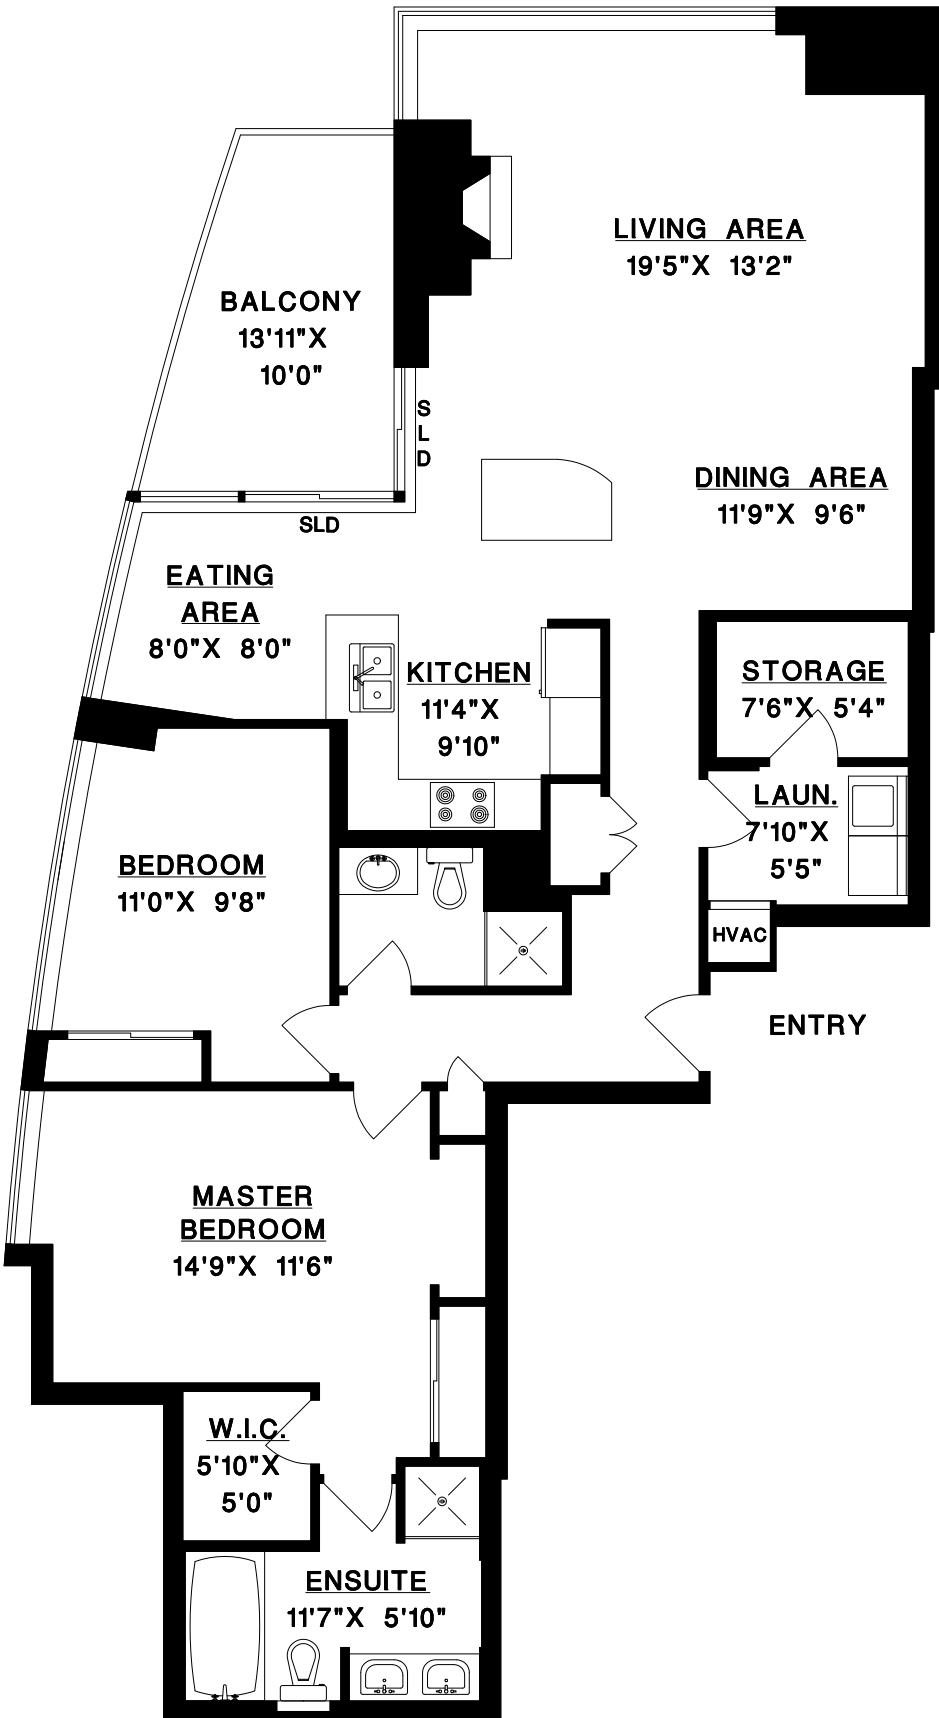 LIVING AREA
19'5"X 13'2"
BALCONY
13'11"X
10'0"
S
L
D
DINING AREA
11'9"X 9'6"
SLD
EATING
AREA
8'0"X 8'0"
KITCHEN
11'4"X
9'10"
STORAGE
7'6"X 5'4"
LAUN.
7'10"X
5'5"
BEDROOM
11'0"X 9'8"
HVAC
ENTRY
MASTER
BEDROOM
14'9"X 11'6"
W.I.C.
5'10"X
5'0"
ENSUITE
11'7"X 5'10"